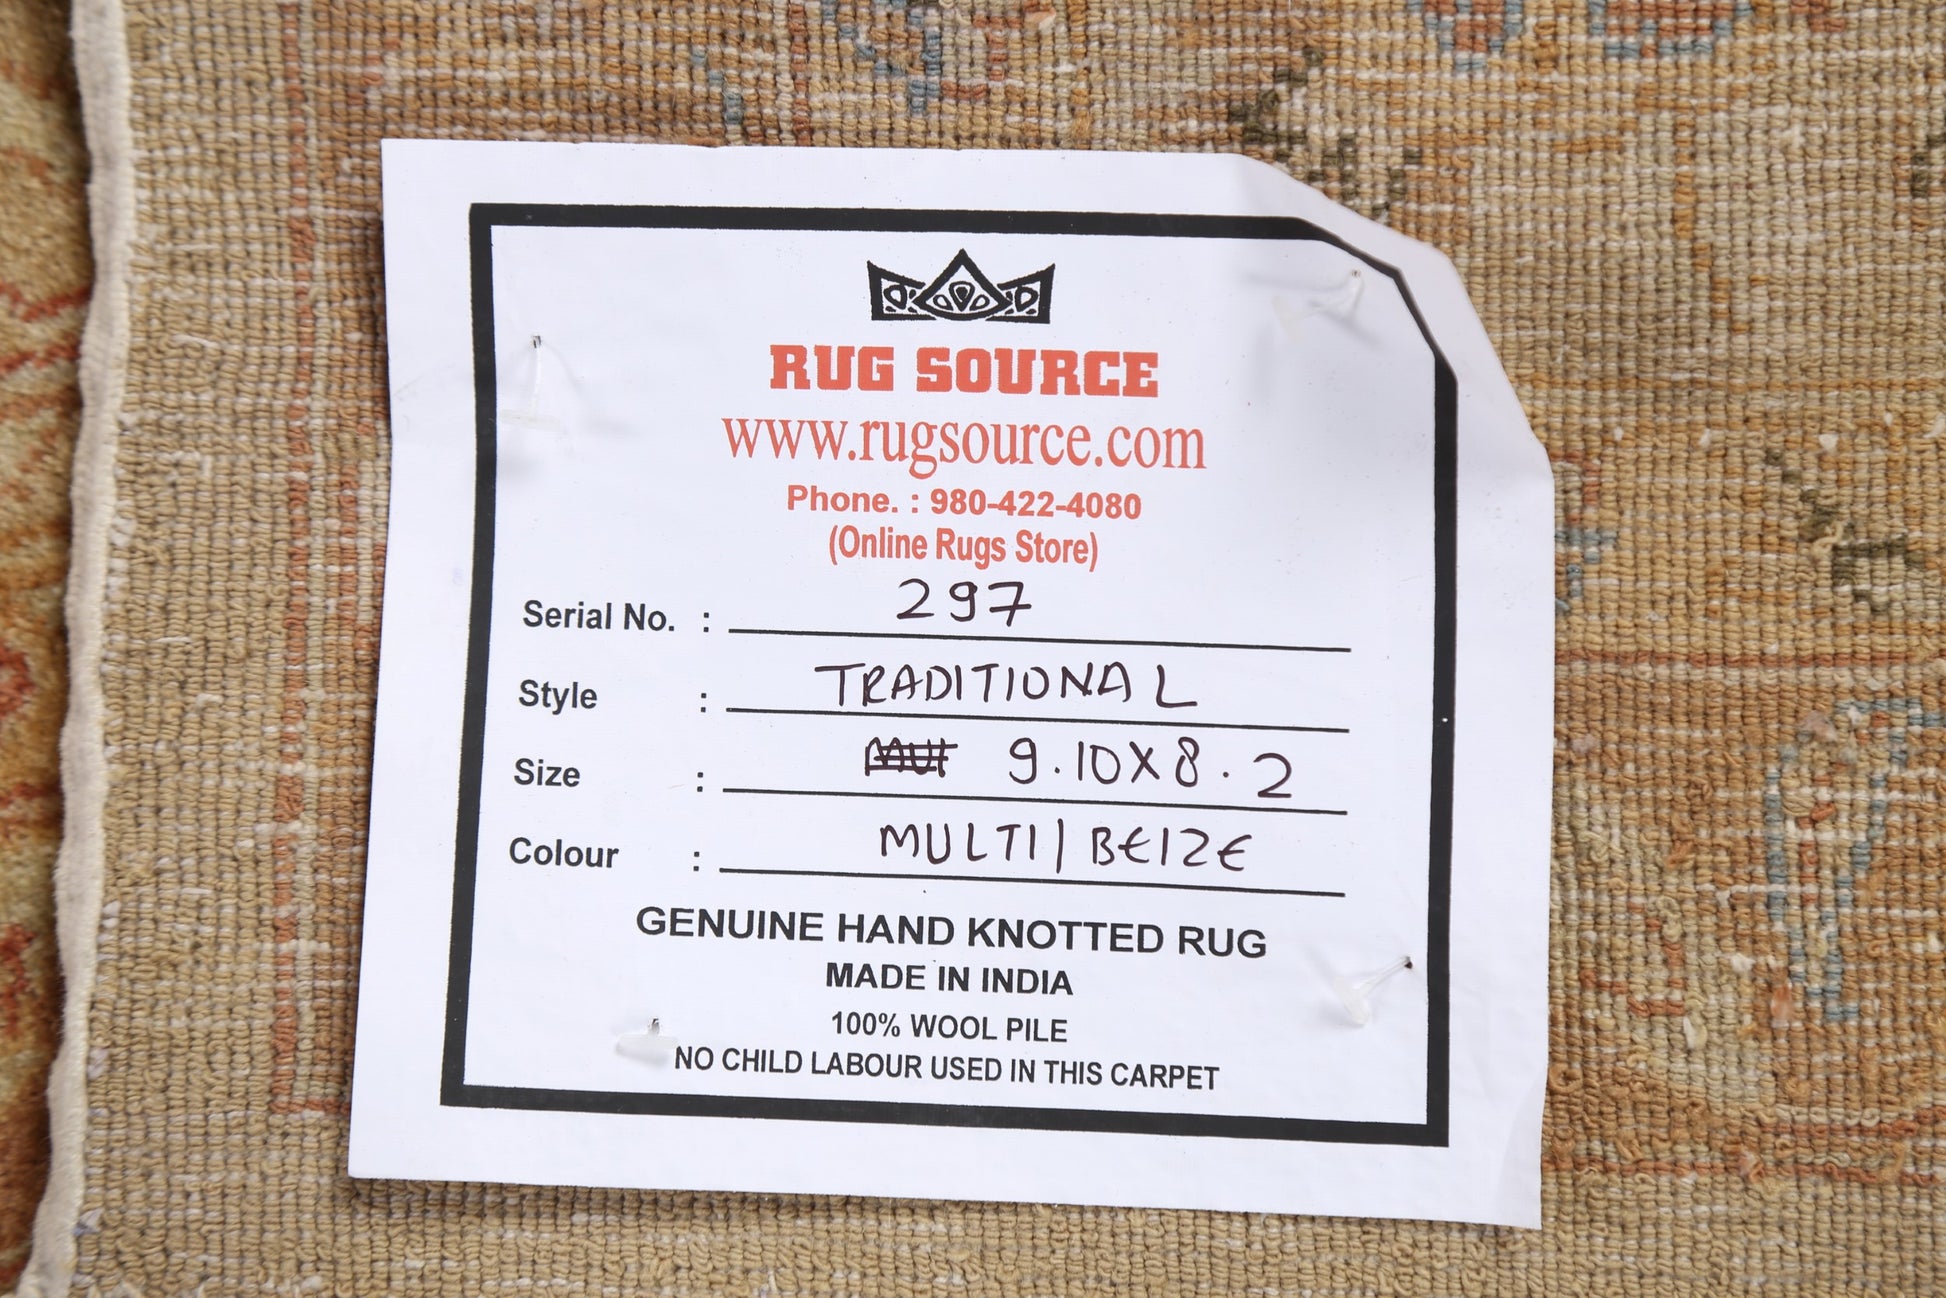 RUG SOURCE
www.rugsource.com
Phone. : 980-422-4080
(Online Rugs Store)
Serial No. : 297
Style : TRADITIONAL
Size : 9.10X8.2
Colour : MULTI/BEIZE
GENUINE HAND KNOTTED RUG
MADE IN INDIA
100% WOOL PILE
NO CHILD LABOUR USED IN THIS CARPET